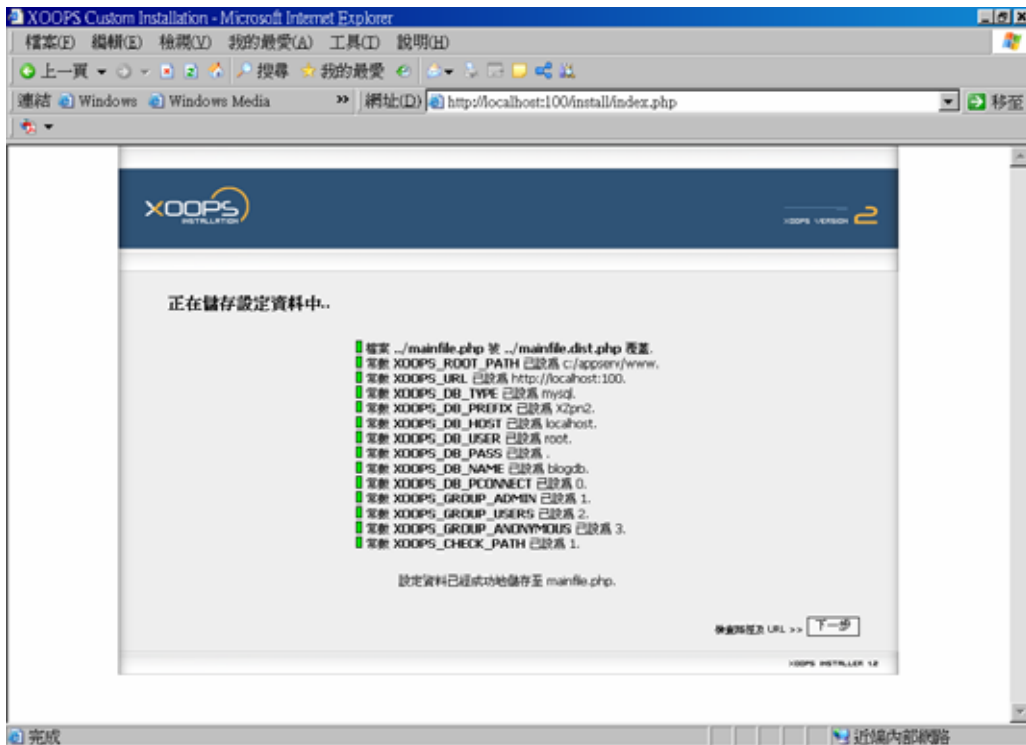 XOOPS Custom Installation - Microsoft Internet Explorer
檔案(F) 編輯(E) 檢視(V) 我的最愛(A) 工具(T) 說明(H)
上一頁 搜尋 我的最愛
連結 Windows Windows Media » 網址(D) http://localhost:100/install/index.php 移至
XOOPS
INSTALLATION
XOOPS VERSION 2
正在儲存設定資料中..
檔案 ../mainfile.php 被 ../mainfile.dist.php 覆蓋.
常數 XOOPS_ROOT_PATH 已設為 c:/appserv/www.
常數 XOOPS_URL 已設為 http://localhost:100.
常數 XOOPS_DB_TYPE 已設為 mysql.
常數 XOOPS_DB_PREFIX 已設為 XZpn2.
常數 XOOPS_DB_HOST 已設為 localhost.
常數 XOOPS_DB_USER 已設為 root.
常數 XOOPS_DB_PASS 已設為 .
常數 XOOPS_DB_NAME 已設為 blogdb.
常數 XOOPS_DB_PCONNECT 已設為 0.
常數 XOOPS_GROUP_ADMIN 已設為 1.
常數 XOOPS_GROUP_USERS 已設為 2.
常數 XOOPS_GROUP_ANONYMOUS 已設為 3.
常數 XOOPS_CHECK_PATH 已設為 1.
設定資料已經成功地儲存至 mainfile.php.
檢查路徑及 URL >> 下一步
XOOPS INSTALLER 1.2
完成 近端內部網路